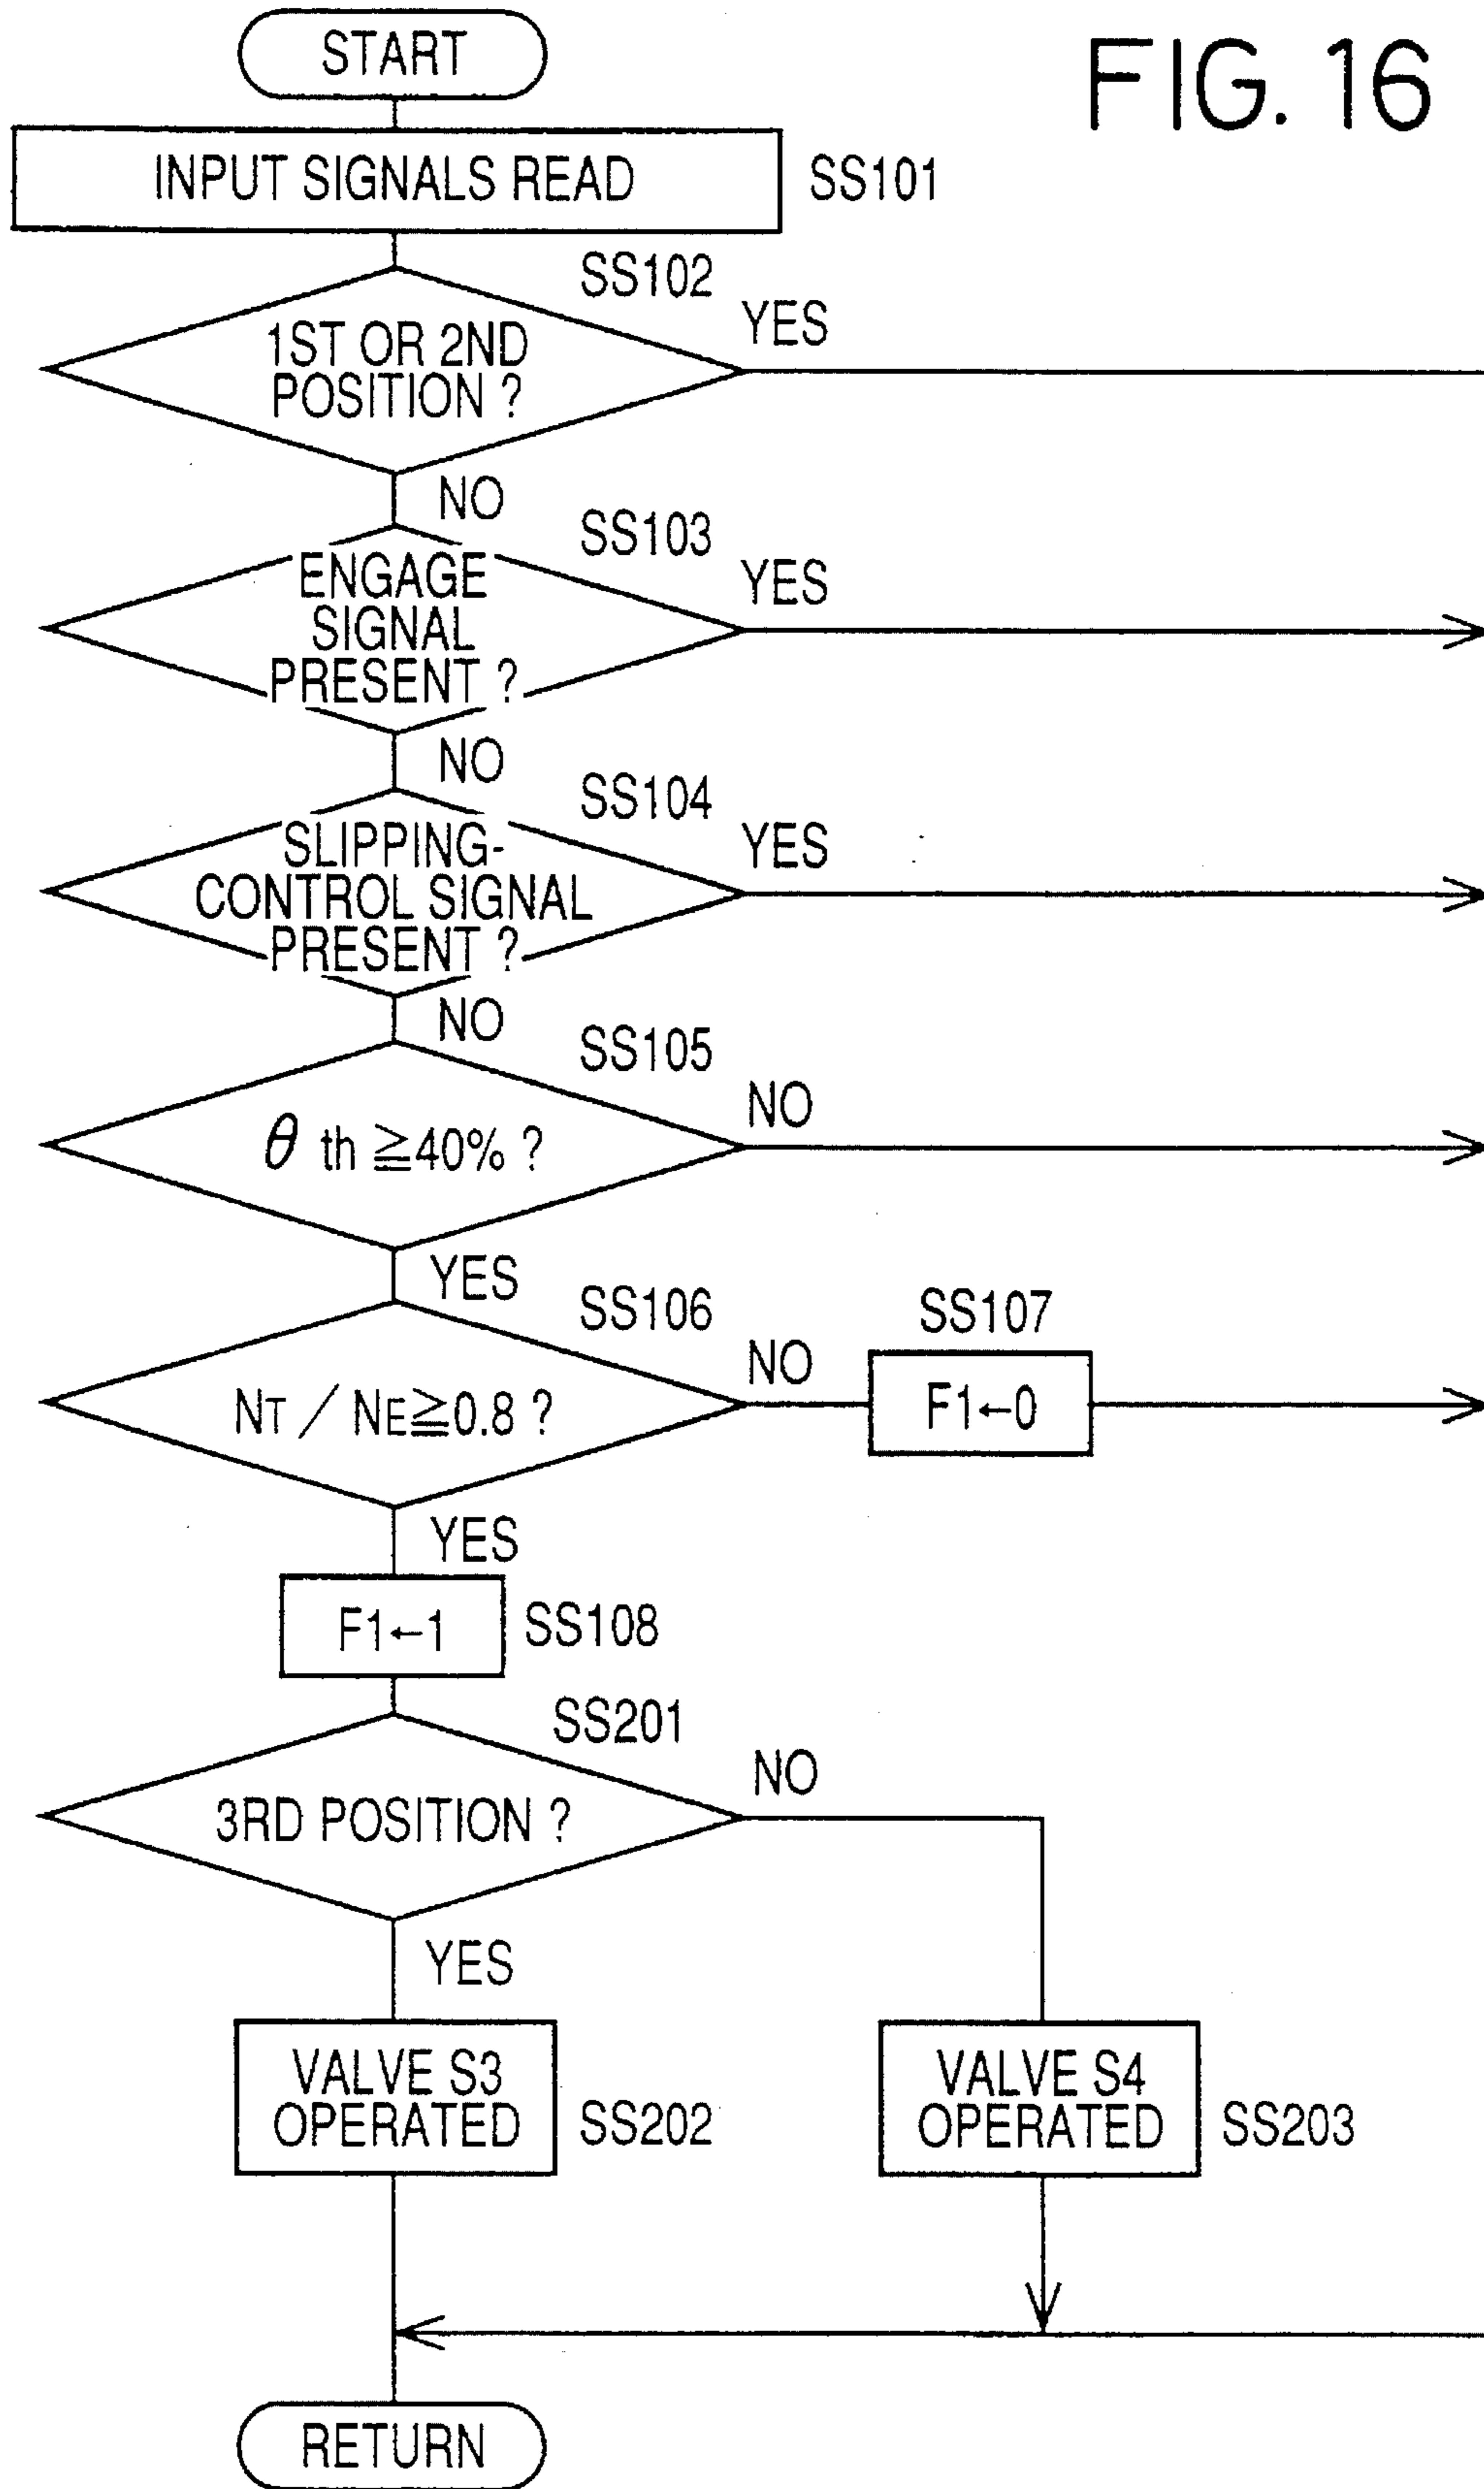 FIG. 16
START
INPUT SIGNALS READ
SS101
SS102
1ST OR 2ND
POSITION ?
YES
NO
SS103
ENGAGE
SIGNAL
PRESENT ?
YES
NO
SS104
SLIPPING-
CONTROL SIGNAL
PRESENT ?
YES
NO
SS105
θ th ≧40% ?
NO
YES
SS106
NT / NE≧0.8 ?
NO
SS107
F1←0
YES
F1←1
SS108
SS201
3RD POSITION ?
NO
YES
VALVE S3
OPERATED
SS202
VALVE S4
OPERATED
SS203
RETURN